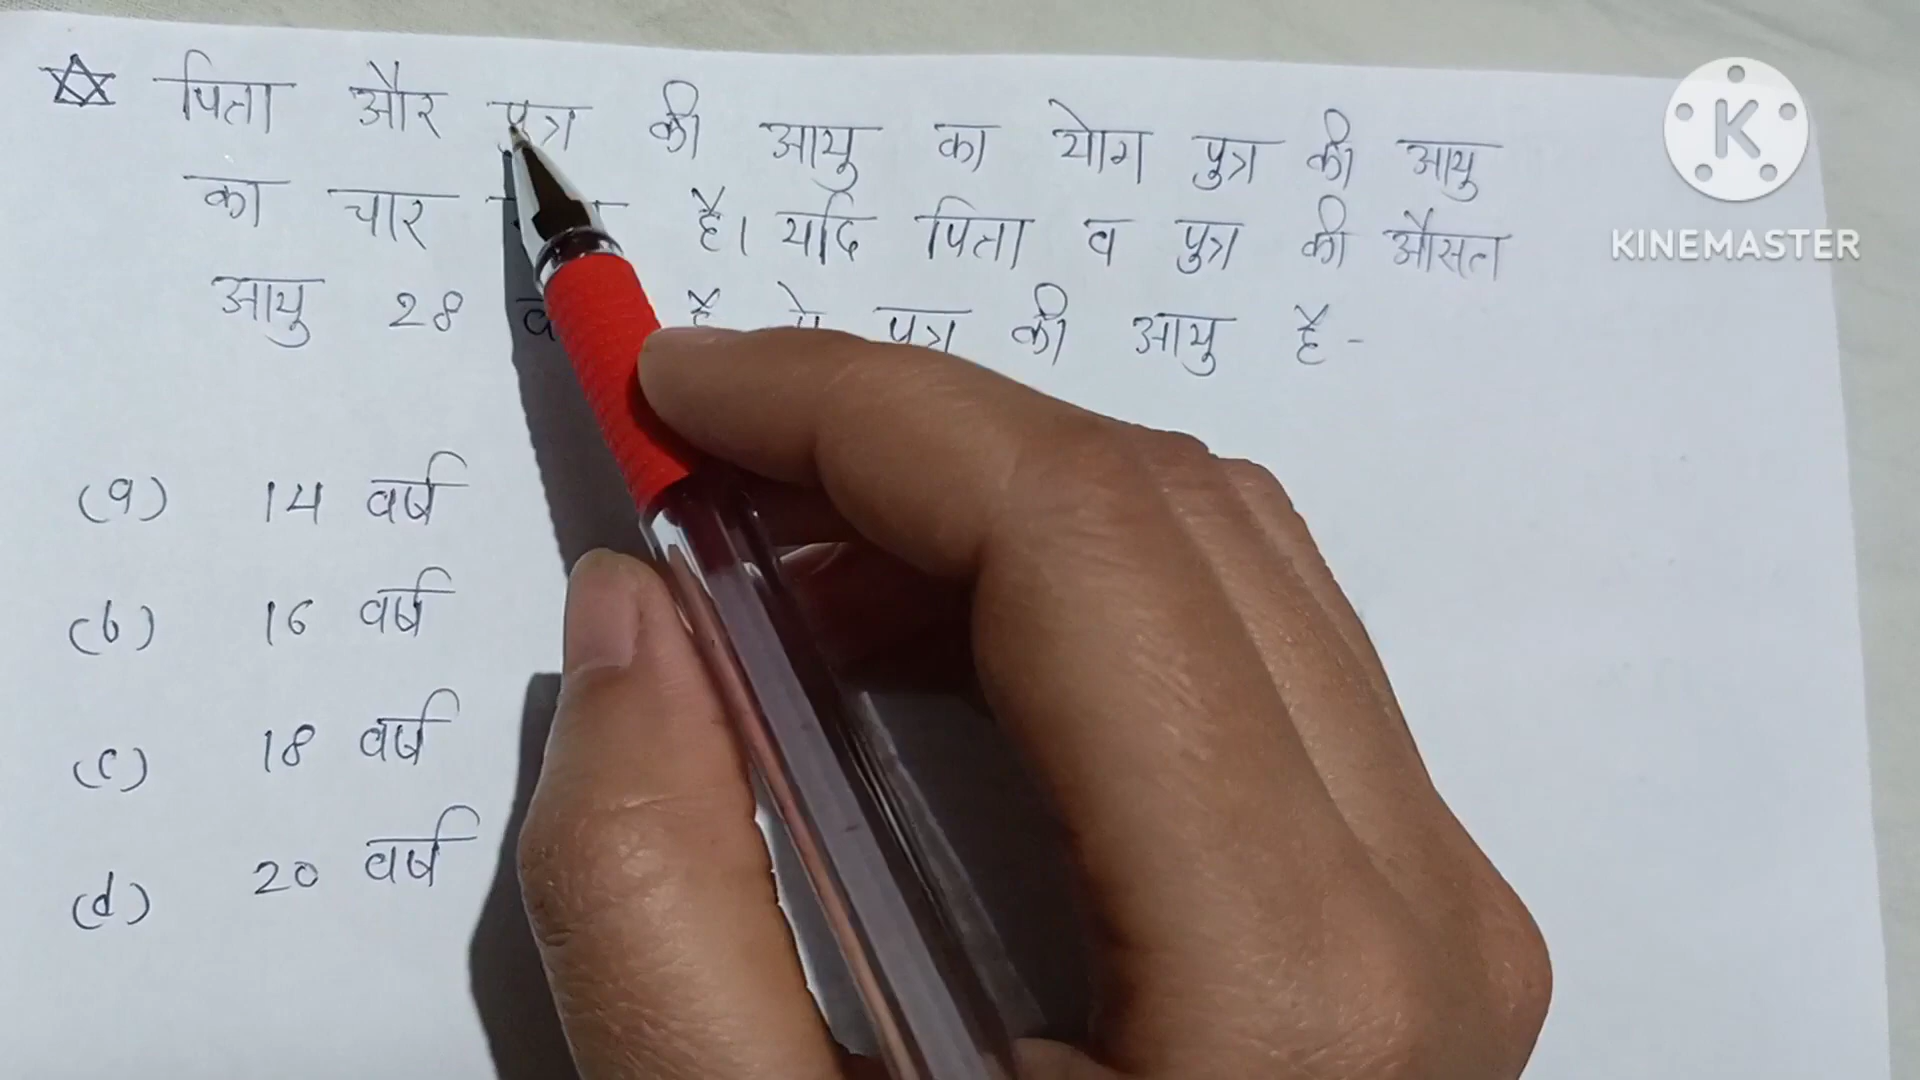 पिता और पुत्र की आयु का योग पुत्र की आयु
का चार है। यदि पिता व पुत्र की औसत
आयु 28 है पुत्र की आयु है -
(a) 14 वर्ष
(b) 16 वर्ष
(c) 18 वर्ष
(d) 20 वर्ष
K
KINEMASTER